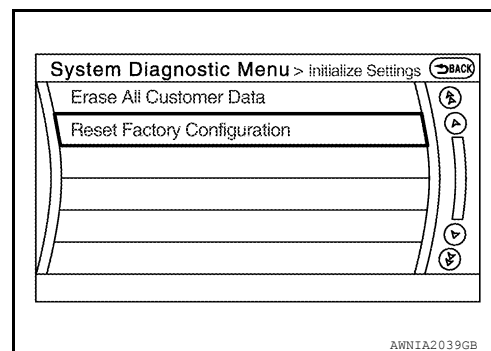 System Diagnostic Menu > Initialize Settings BACK
Erase All Customer Data
Reset Factory Configuration
AWNIA2039GB